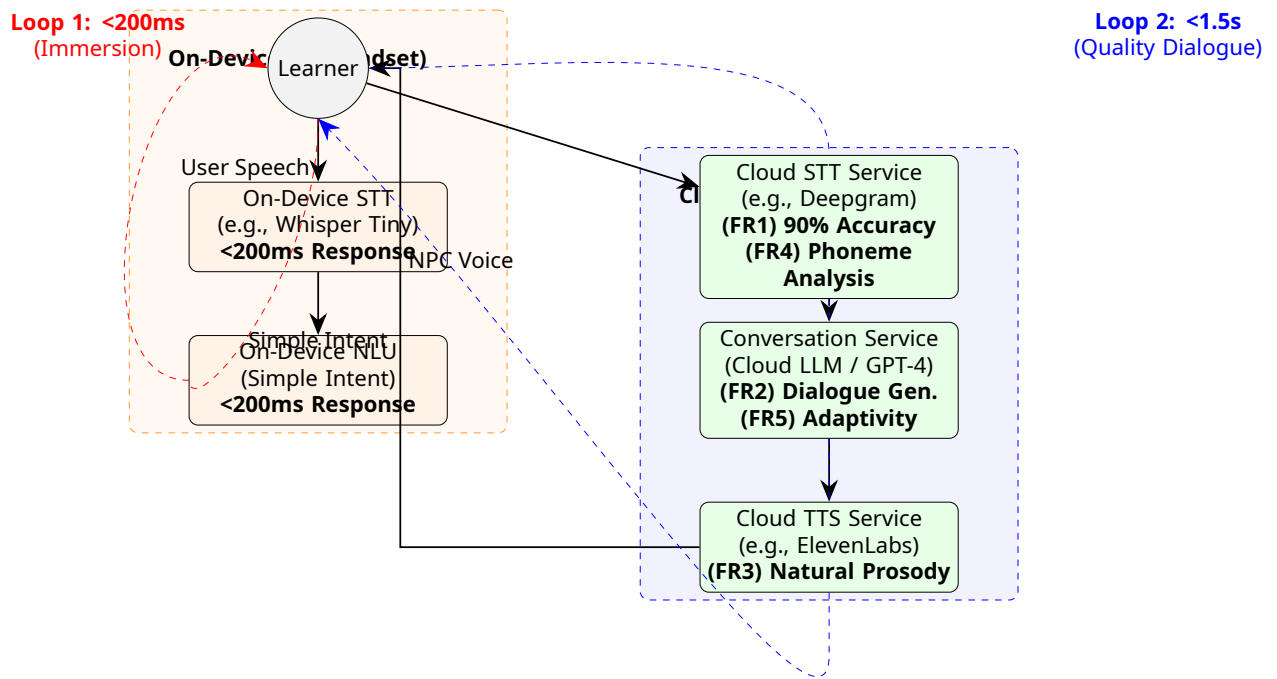 Loop 1: <200ms
(Immersion)
Loop 2: <1.5s
(Quality Dialogue)
Learner
User Speech
On-Device STT
(e.g., Whisper Tiny)
<200ms Response
NPC Voice
Simple Intent
On-Device NLU
(Simple Intent)
<200ms Response
Cloud STT Service
(e.g., Deepgram)
(FR1) 90% Accuracy
(FR4) Phoneme
Analysis
Conversation Service
(Cloud LLM / GPT-4)
(FR2) Dialogue Gen.
(FR5) Adaptivity
Cloud TTS Service
(e.g., ElevenLabs)
(FR3) Natural Prosody